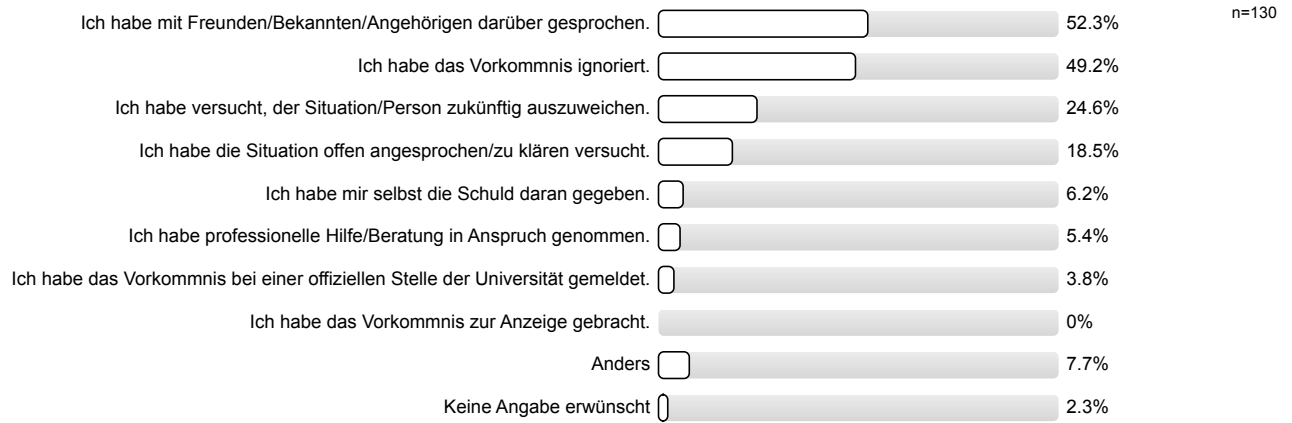 Ich habe mit Freunden/Bekannten/Angehörigen darüber gesprochen. 52.3% n=130
Ich habe das Vorkommnis ignoriert. 49.2%
Ich habe versucht, der Situation/Person zukünftig auszuweichen. 24.6%
Ich habe die Situation offen angesprochen/zu klären versucht. 18.5%
Ich habe mir selbst die Schuld daran gegeben. 6.2%
Ich habe professionelle Hilfe/Beratung in Anspruch genommen. 5.4%
Ich habe das Vorkommnis bei einer offiziellen Stelle der Universität gemeldet. 3.8%
Ich habe das Vorkommnis zur Anzeige gebracht. 0%
Anders 7.7%
Keine Angabe erwünscht 2.3%